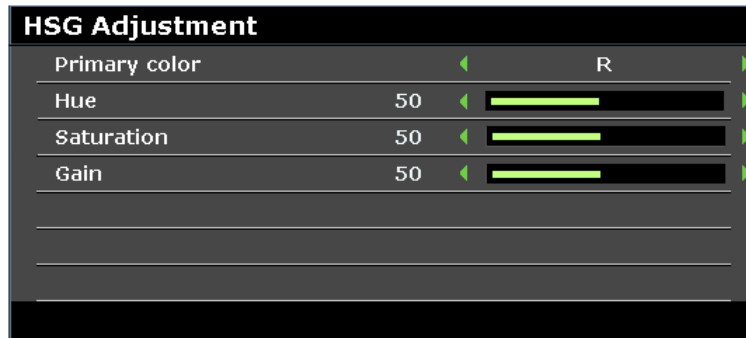 HSG Adjustment
Primary color R
Hue 50
Saturation 50
Gain 50